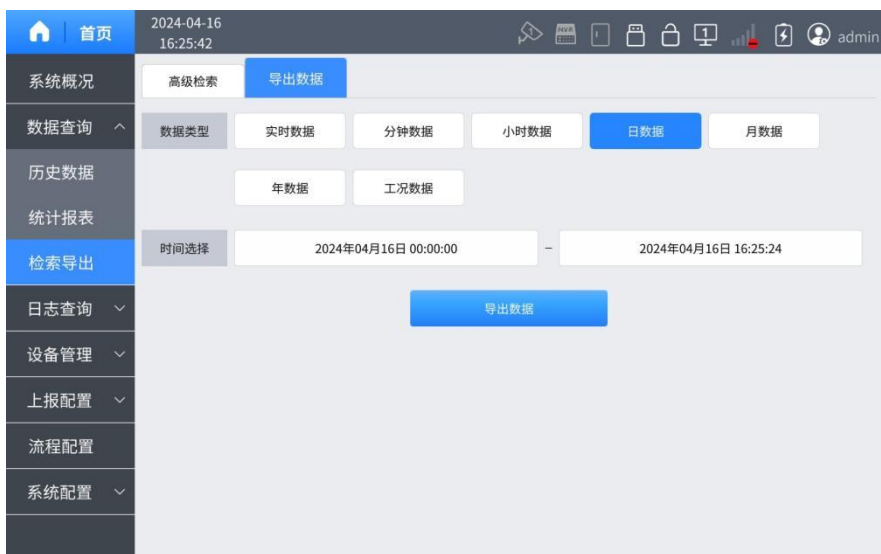 首页
2024-04-16
16:25:42
NVR
1
admin
系统概况
数据查询
历史数据
统计报表
检索导出
日志查询
设备管理
上报配置
流程配置
系统配置
高级检索
导出数据
数据类型
实时数据
分钟数据
小时数据
日数据
月数据
年数据
工况数据
时间选择
2024年04月16日 00:00:00
-
2024年04月16日 16:25:24
导出数据